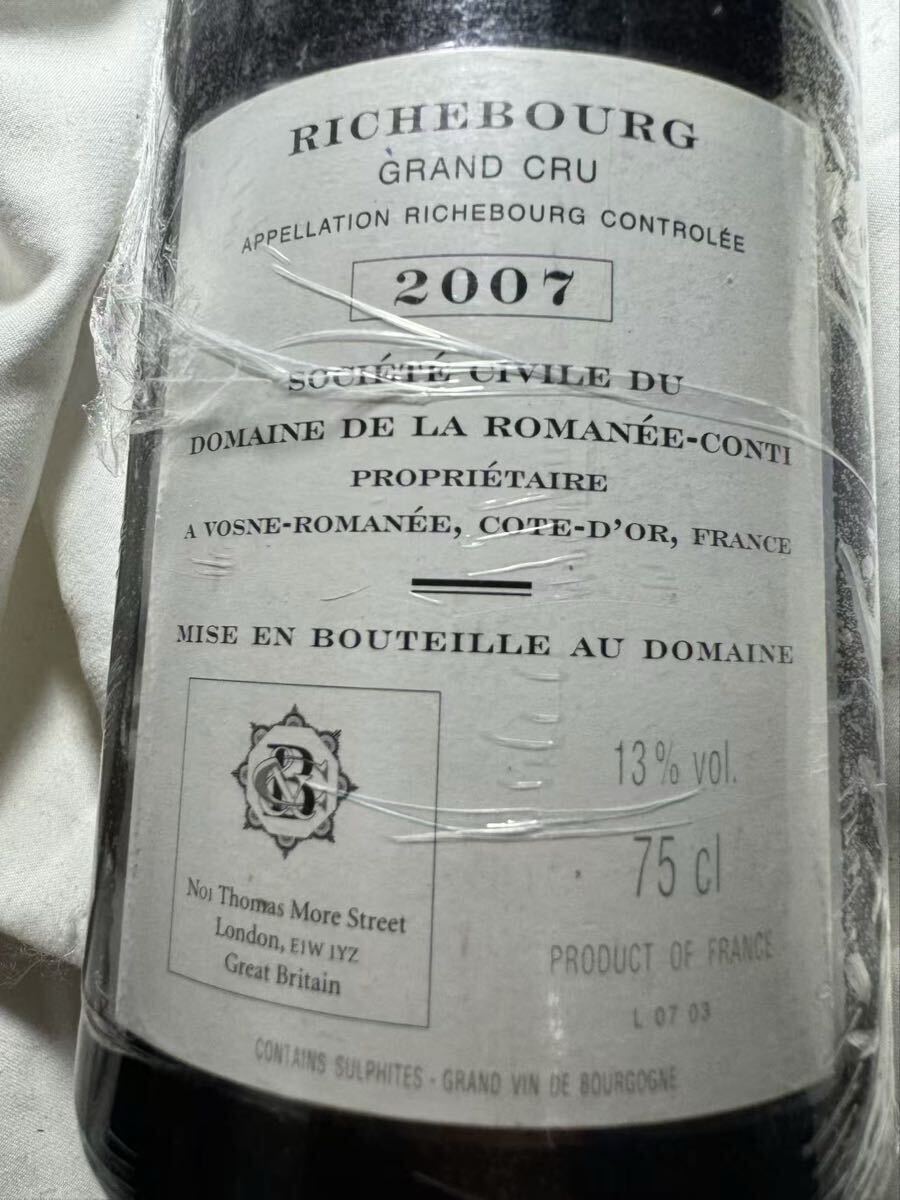 RICHEBOURG
GRAND CRU
APPELLATION RICHEBOURG CONTROLÉE
2007
SOCIÉTÉ CIVILE DU
DOMAINE DE LA ROMANÉE-CONTI
PROPRIÉTAIRE
A VOSNE-ROMANÉE, COTE-D'OR, FRANCE
MISE EN BOUTEILLE AU DOMAINE
13% vol.
75 cl
No1 Thomas More Street
London, E1W 1YZ
Great Britain
PRODUCT OF FRANCE
L 07 03
CONTAINS SULPHITES - GRAND VIN DE BOURGOGNE